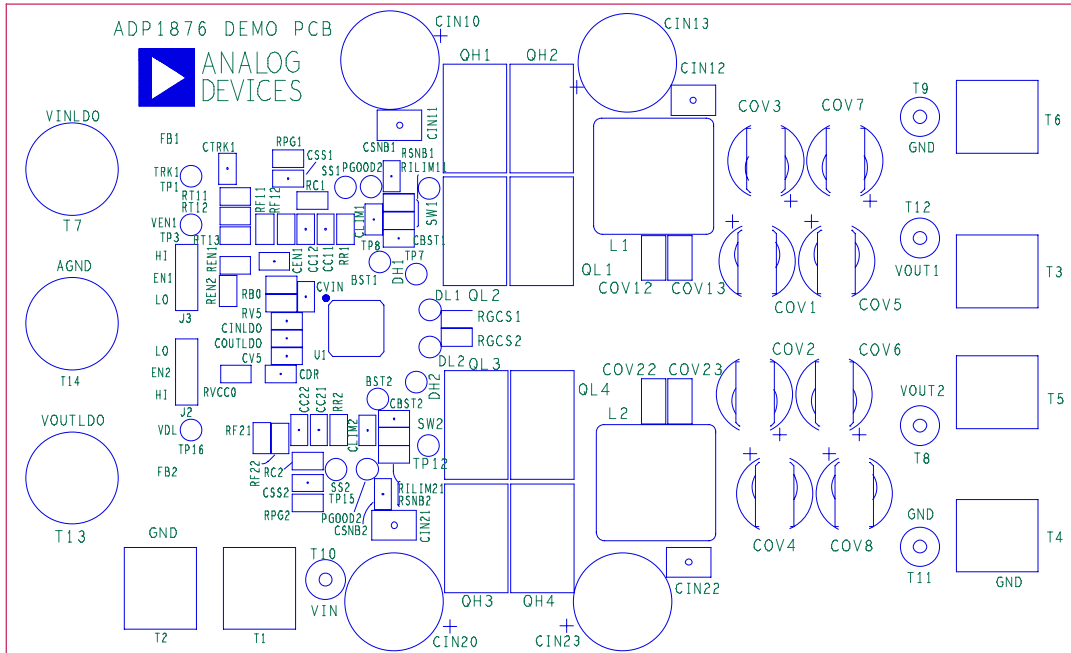 ADP1876 DEMO PCB
ANALOG
DEVICES
CIN10
CIN13
QH1
QH2
CIN12
CIN11
COV3
COV7
T9
GND
T6
VINLDO
FB1
CTRK1
RPG1
CSS1
SS1
PGOOD2
CSNB1
RSNB1
RILIM11
TRK1
TP1
RC1
RT11
RT12
RF11
RF12
CLIM1
SW1
T7
VEN1
TP3
RT13
CEN1
CC12
CC11
RR1
TP8
CBST1
T12
VOUT1
L1
HI
EN1
LO
J3
REN1
REN2
BST1
DH1
TP7
QL1
QL2
COV12
COV13
COV1
COV5
T3
AGND
RB0
CVIN
RV5
CINLDO
COUTLDO
CV5
U1
DL1
RGCS1
RGCS2
DL2
QL3
T14
LO
EN2
HI
J2
RVCC0
CDR
BST2
DH2
CBST2
QL4
COV22
COV23
L2
COV2
COV6
VOUT2
T8
T5
VOUTLDO
VDL
TP16
FB2
RF21
RF22
CC22
CC21
RR2
CLIM2
SW2
TP12
RC2
CSS2
RPG2
SS2
TP15
PGOOD2
CSNB2
RILIM21
RSNB2
CIN21
T13
COV4
COV8
GND
T11
T4
GND
GND
T2
T1
T10
VIN
CIN20
QH3
QH4
CIN23
CIN22